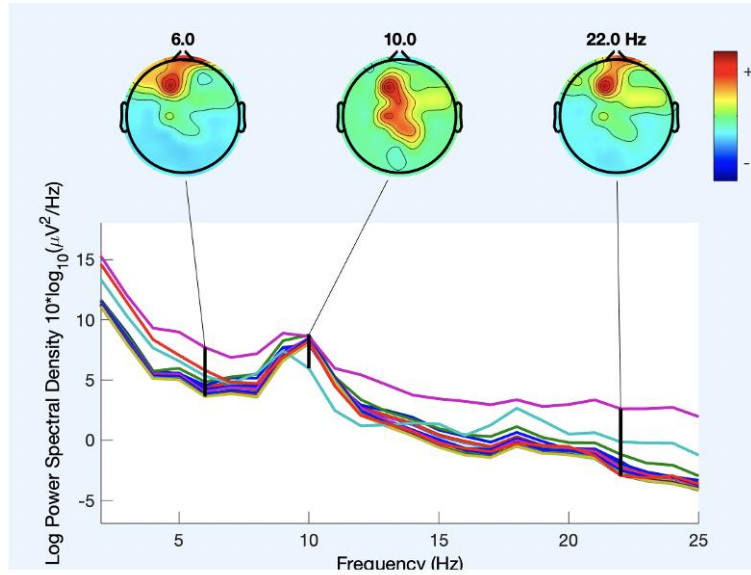 6.0 10.0 22.0 Hz
+
-
Log Power Spectral Density 10*log10(μV2/Hz)
15
10
5
0
-5
5 10 15 20 25
Frequency (Hz)